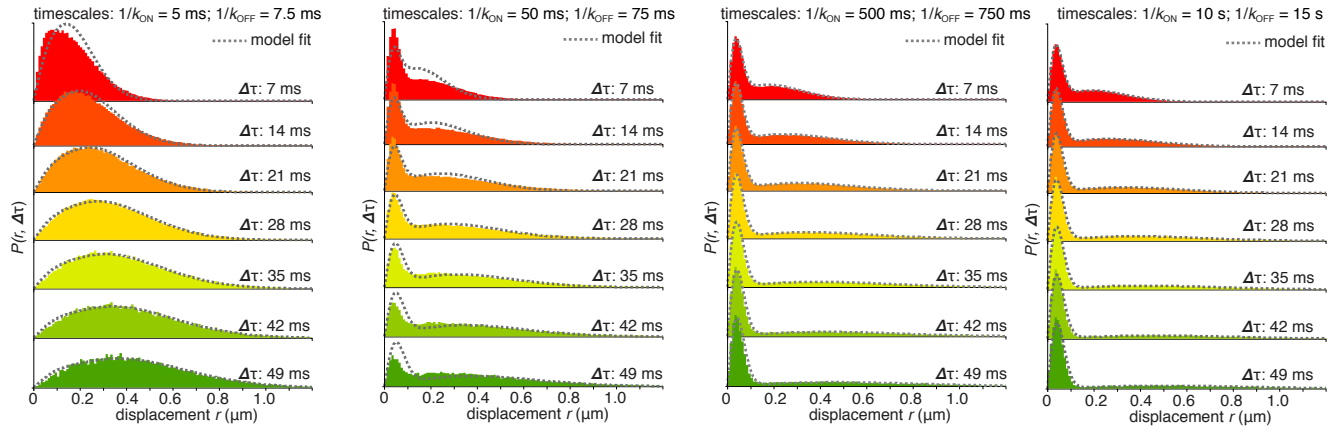 timescales: 1/kON = 5 ms; 1/kOFF = 7.5 ms
model fit
Δτ: 7 ms
Δτ: 14 ms
Δτ: 21 ms
Δτ: 28 ms
Δτ: 35 ms
Δτ: 42 ms
Δτ: 49 ms
P(r, Δτ)
0 0.2 0.4 0.6 0.8 1.0
displacement r (μm)
timescales: 1/kON = 50 ms; 1/kOFF = 75 ms
model fit
Δτ: 7 ms
Δτ: 14 ms
Δτ: 21 ms
Δτ: 28 ms
Δτ: 35 ms
Δτ: 42 ms
Δτ: 49 ms
P(r, Δτ)
0 0.2 0.4 0.6 0.8 1.0
displacement r (μm)
timescales: 1/kON = 500 ms; 1/kOFF = 750 ms
model fit
Δτ: 7 ms
Δτ: 14 ms
Δτ: 21 ms
Δτ: 28 ms
Δτ: 35 ms
Δτ: 42 ms
Δτ: 49 ms
P(r, Δτ)
0 0.2 0.4 0.6 0.8 1.0
displacement r (μm)
timescales: 1/kON = 10 s; 1/kOFF = 15 s
model fit
Δτ: 7 ms
Δτ: 14 ms
Δτ: 21 ms
Δτ: 28 ms
Δτ: 35 ms
Δτ: 42 ms
Δτ: 49 ms
P(r, Δτ)
0 0.2 0.4 0.6 0.8 1.0
displacement r (μm)